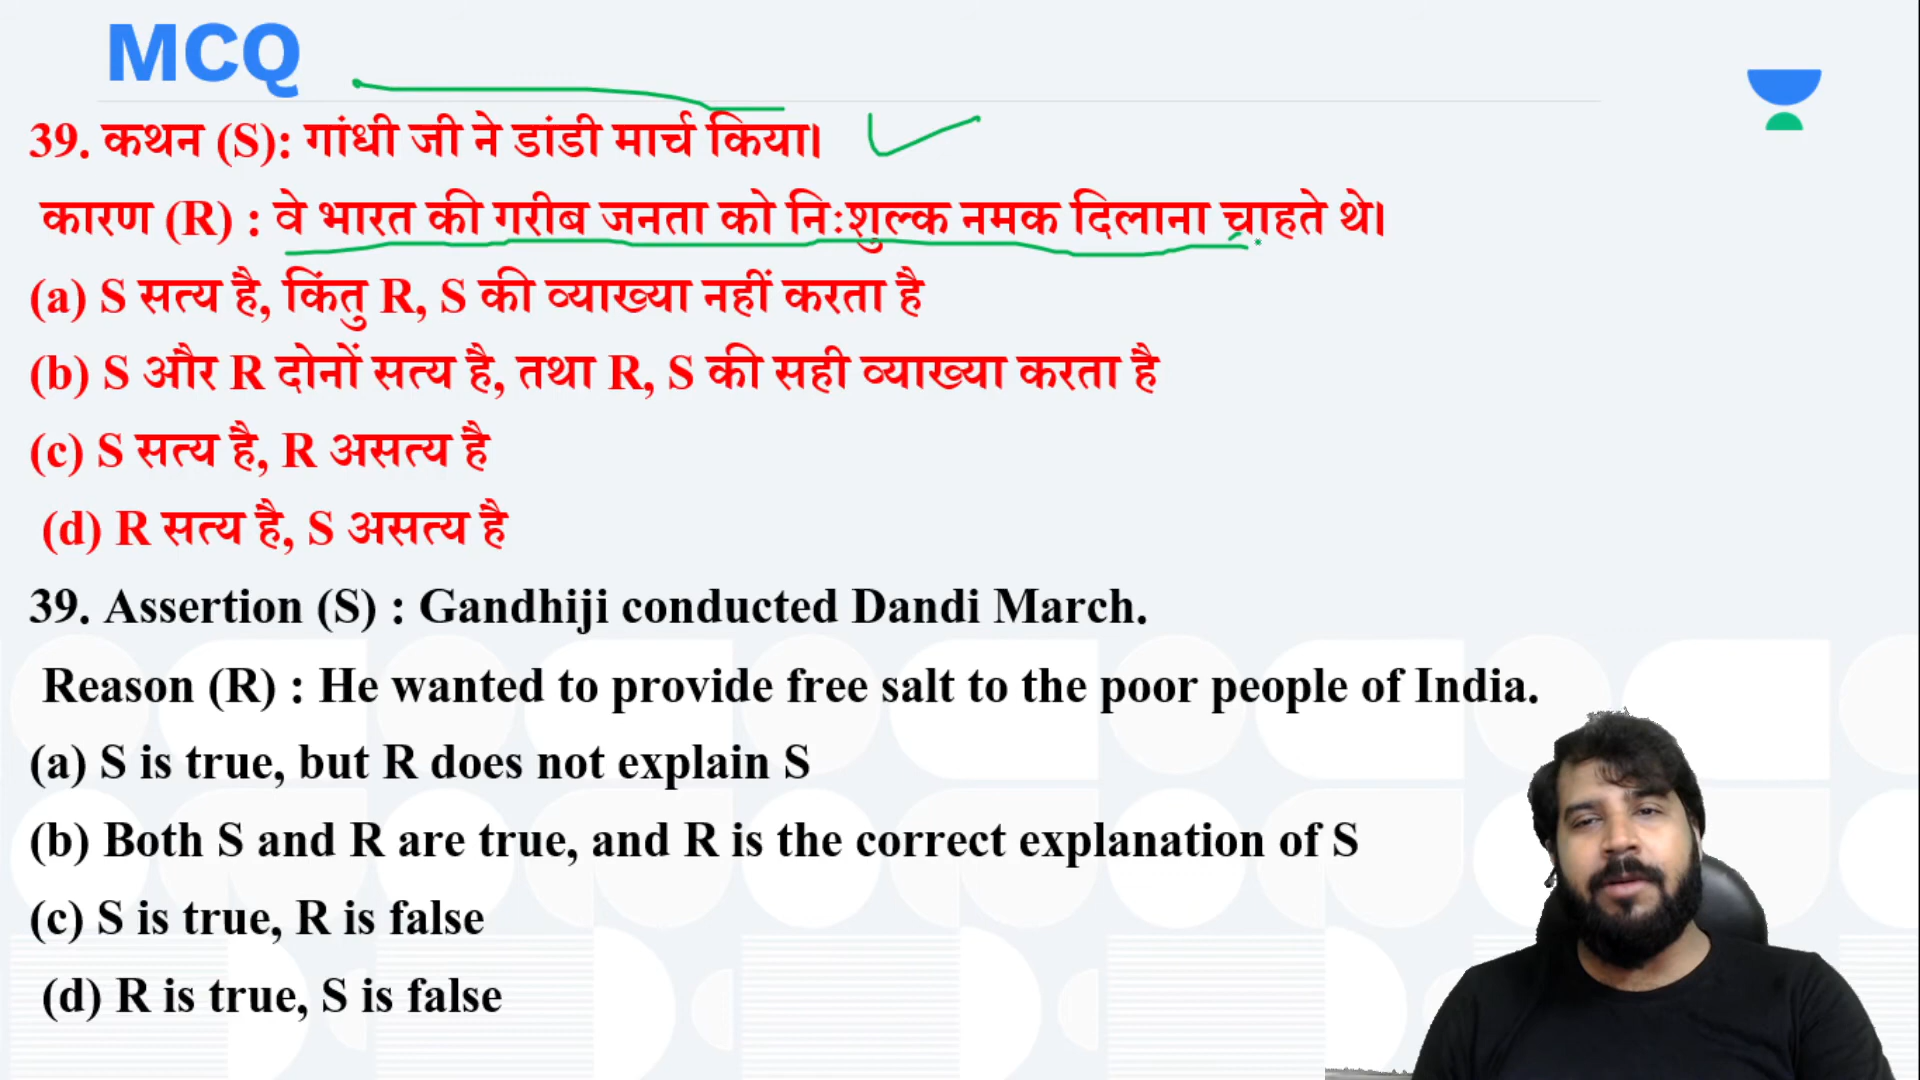 MCQ
39. कथन (S): गांधी जी ने डांडी मार्च किया।
कारण (R) : वे भारत की गरीब जनता को निःशुल्क नमक दिलाना चाहते थे।
(a) S सत्य है, किंतु R, S की व्याख्या नहीं करता है
(b) S और R दोनों सत्य है, तथा R, S की सही व्याख्या करता है
(c) S सत्य है, R असत्य है
(d) R सत्य है, S असत्य है
39. Assertion (S) : Gandhiji conducted Dandi March.
Reason (R) : He wanted to provide free salt to the poor people of India.
(a) S is true, but R does not explain S
(b) Both S and R are true, and R is the correct explanation of S
(c) S is true, R is false
(d) R is true, S is false